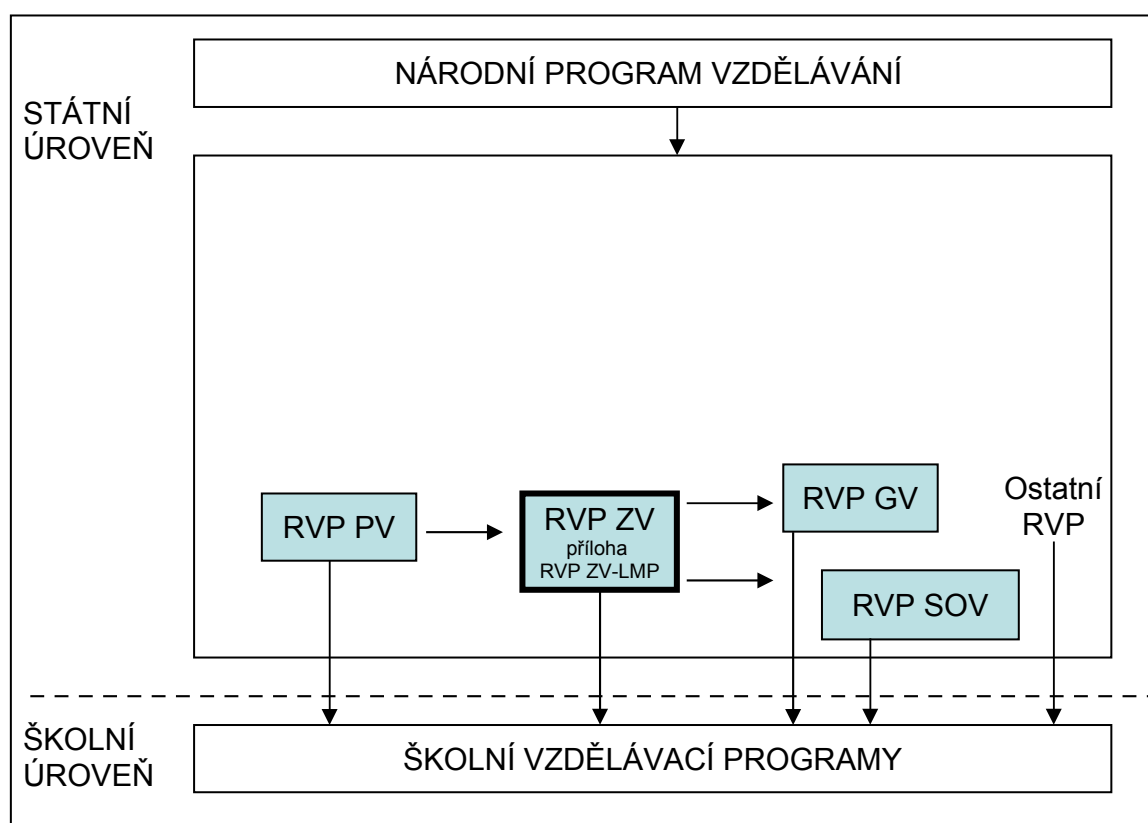 NÁRODNÍ PROGRAM VZDĚLÁVÁNÍ
STÁTNÍ
ÚROVEŇ
RVP PV
RVP ZV
příloha
RVP ZV-LMP
RVP GV
RVP SOV
Ostatní
RVP
ŠKOLNÍ
ÚROVEŇ
ŠKOLNÍ VZDĚLÁVACÍ PROGRAMY